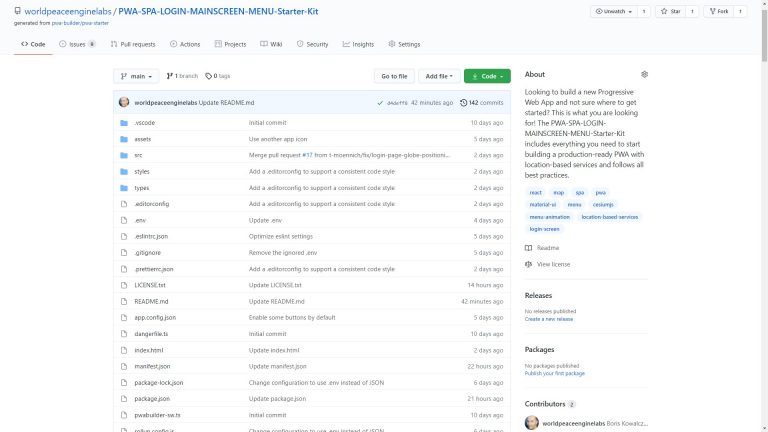 worldpeaceenginelabs / PWA-SPA-LOGIN-MAINSCREEN-MENU-Starter-Kit
generated from pwa-builder/pwa-starter
Unwatch 1 Star 1 Fork 1
Code Issues 8 Pull requests Actions Projects Wiki Security Insights Settings
main 1 branch 0 tags Go to file Add file Code
worldpeaceenginelabs Update README.md 42 minutes ago 142 commits
.vscode Initial commit 10 days ago
assets Use another app icon 5 days ago
src Merge pull request #37 from t-moennich/fix/login-page-globe-positioni... 2 days ago
styles Add a .editorconfig to support a consistent code style 2 days ago
types Add a .editorconfig to support a consistent code style 2 days ago
.editorconfig Add a .editorconfig to support a consistent code style 2 days ago
.env Update .env 4 days ago
.eslintrc.json Optimize eslint settings 5 days ago
.gitignore Remove the ignored .env 5 days ago
.prettierrc.json Add a .editorconfig to support a consistent code style 2 days ago
LICENSE.txt Update LICENSE.txt 14 hours ago
README.md Update README.md 42 minutes ago
app.config.json Enable some buttons by default 5 days ago
dangerfile.ts Initial commit 10 days ago
index.html Update index.html 2 days ago
manifest.json Update manifest.json 22 hours ago
package-lock.json Change configuration to use .env instead of JSON 6 days ago
package.json Update package.json 21 hours ago
pwabuilder-sw.ts Initial commit 10 days ago
rollup.config.js Change configuration to use .env instead of JSON 6 days ago
About
Looking to build a new Progressive
Web App and not sure where to get
started? This is what you are looking
for! The PWA-SPA-LOGIN-
MAINSCREEN-MENU-Starter-Kit
includes everything you need to start
building a production-ready PWA with
location-based services and follows all
best practices.
react map spa pwa
material-ui menu cesiumjs
menu-animation location-based services
login-screen
Readme
View license
Releases
No releases published
Create a new release
Packages
No packages published
Publish your first package
Contributors 2
worldpeaceenginelabs Boris Kowalcz...